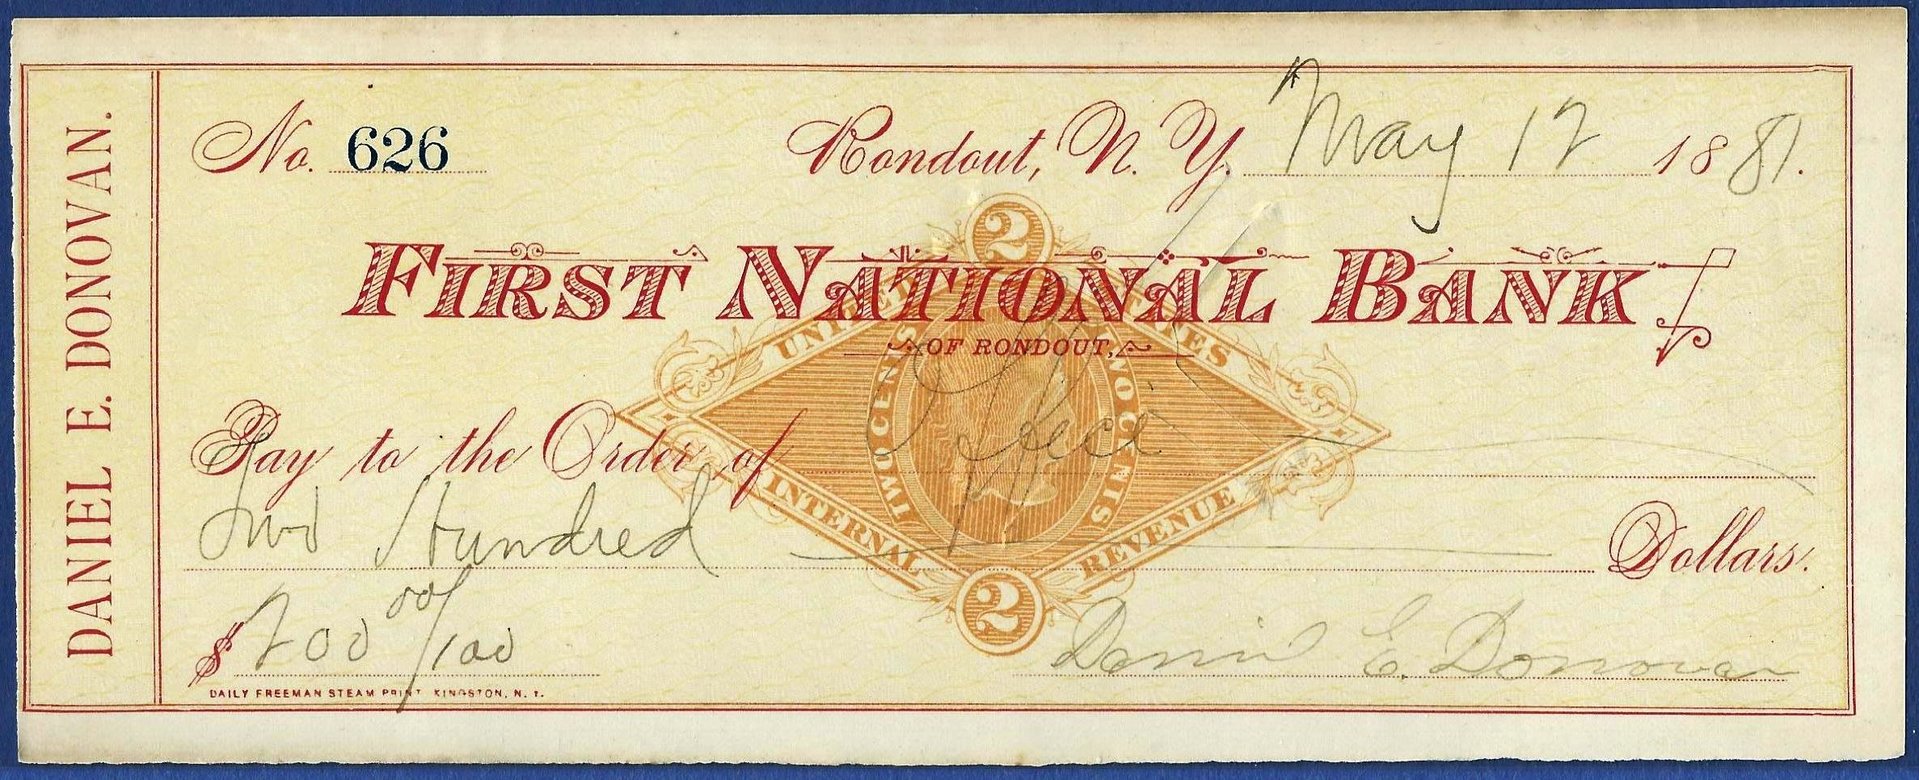 DANIEL E. DONOVAN.
No. 626 Rondout, N. Y. May 12 1881.
FIRST NATIONAL BANK
OF RONDOUT,
Pay to the Order of
Two Hundred Dollars.
$ 200 00/100
Daniel E. Donovan
DAILY FREEMAN STEAM PRINT KINGSTON, N. Y.
2
UNITED STATES
TWO CENTS
TWO CENTS
INTERNAL REVENUE
2